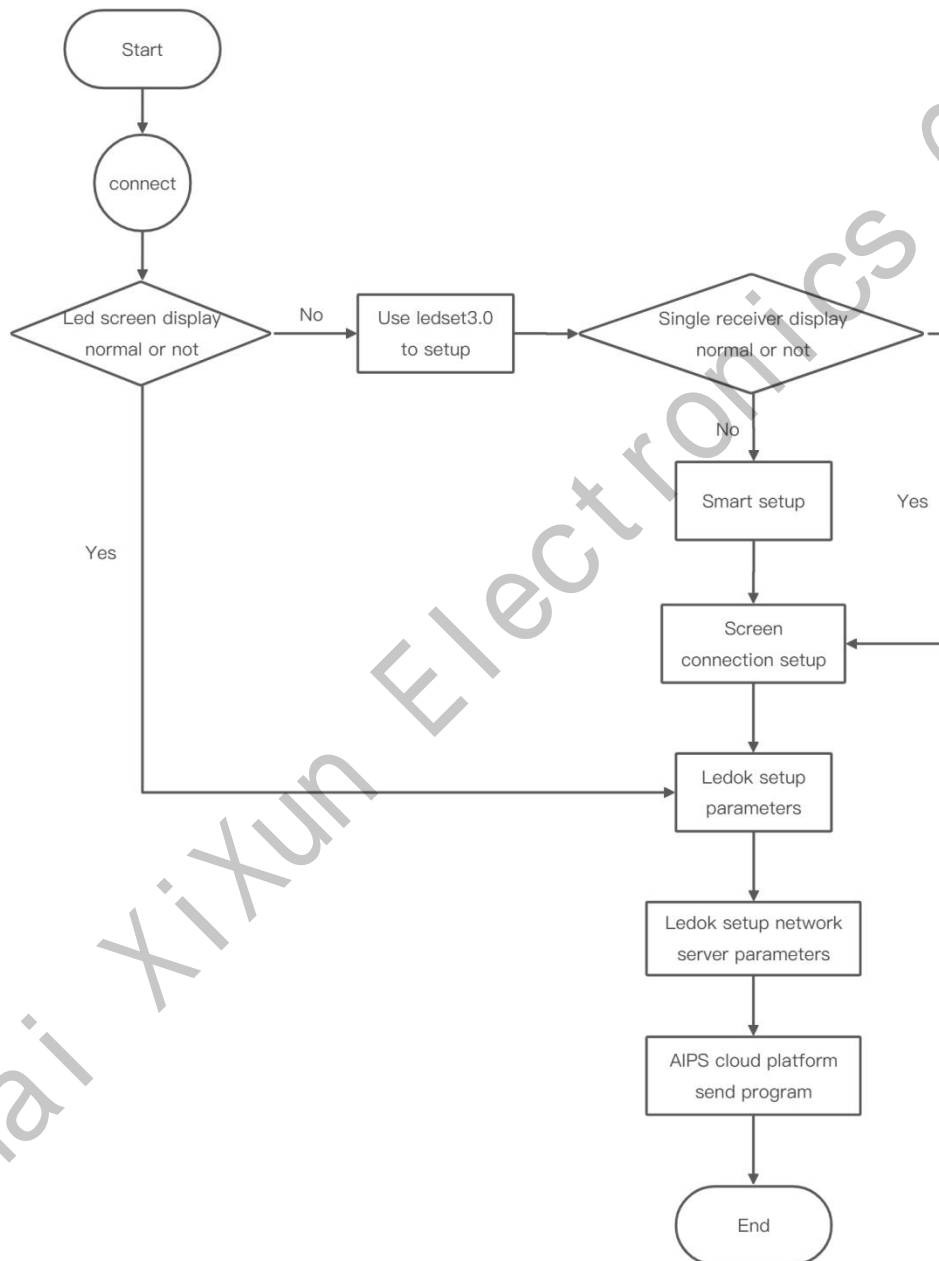 Start
connect
Led screen display
normal or not
No
Use ledset3.0
to setup
Single receiver display
normal or not
No
Smart setup
Yes
Yes
Screen
connection setup
Ledok setup
parameters
Ledok setup network
server parameters
AIPS cloud platform
send program
End
hai XiXun Electronics